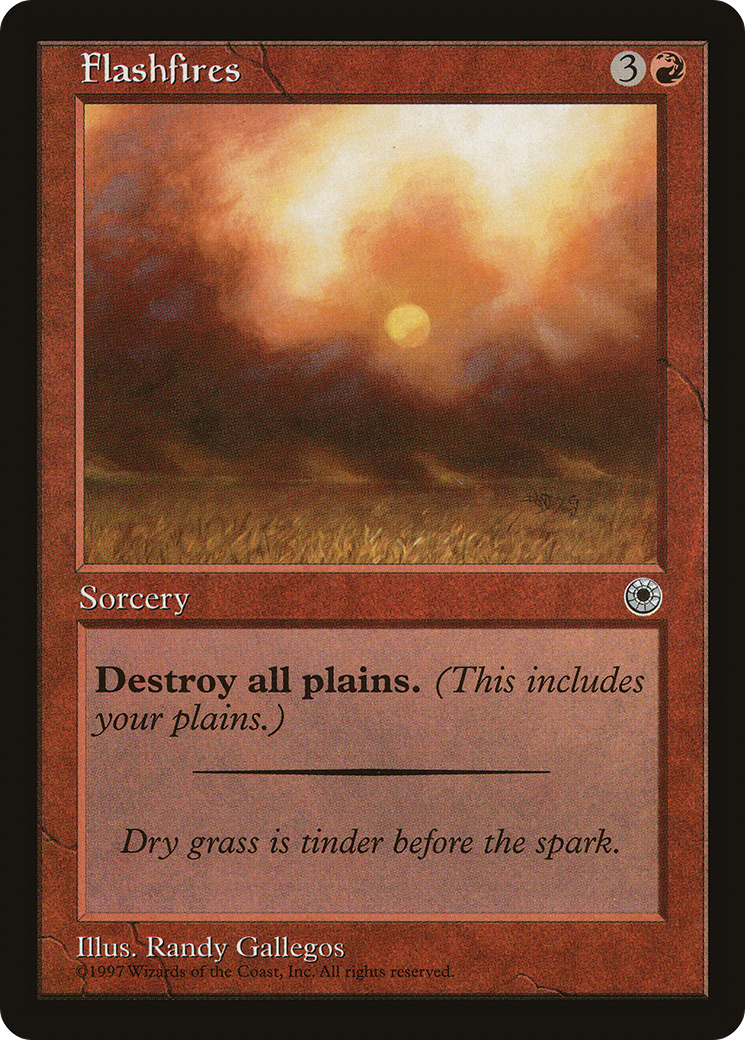 Flashfires 3
Sorcery
Destroy all plains. (This includes
your plains.)
Dry grass is tinder before the spark.
Illus. Randy Gallegos
©1997 Wizards of the Coast, Inc. All rights reserved.